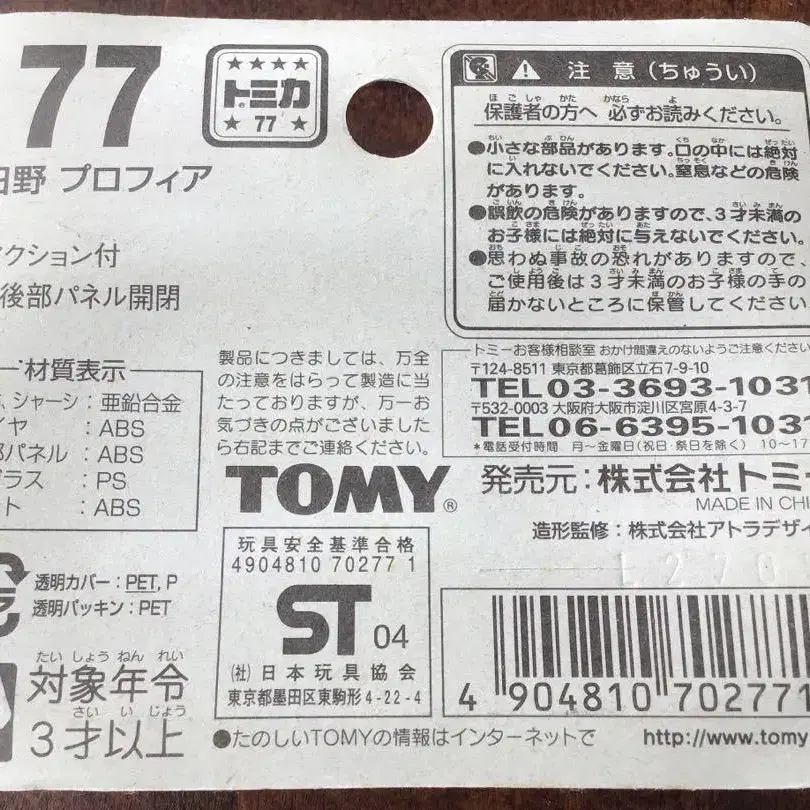 77
トミカ
77
日野 プロフィア
アクション付
後部パネル開閉
注 意 (ちゅうい)
保護者の方へ 必ずお読みください。
●小さな部品があります。口の中には絶対
に入れないでください。窒息などの危険
があります。
●誤飲の危険がありますので、3才未満の
お子様には絶対に与えないでください。
●思わぬ事故の恐れがありますので、
ご使用後は3才未満のお子様の手の
届かないところに保管してください
材質表示
、シャーシ:亜鉛合金
イヤ :ABS
部パネル:ABS
ガラス :PS
ト :ABS
製品につきましては、万全
の注意をはらって製造に当
たっておりますが、万一お
気づきの点がございました
ら右記までご連絡ください。
トミーお客様相談室 おかけ間違えのないようご注意ください
〒124-8511 東京都葛飾区立石7-9-10
TEL03-3693-1031
〒532-0003 大阪府大阪市淀川区宮原4-3-7
TEL06-6395-1031
*電話受付時間 月~金曜日(祝日・祭日を除く) 10~17
TOMY®
発売元:株式会社トミー
MADE IN CHI
造形監修:株式会社アトラデザイ
L270
透明カバー:PET, P
透明パッキン:PET
対象年令
3才以上
玩具安全基準合格
4904810 70277 1
ST 04
(社)日本玩具協会
東京都墨田区東駒形4-22-4
4 904810 702771
●たのしいTOMYの情報はインターネットで http://www.tomy